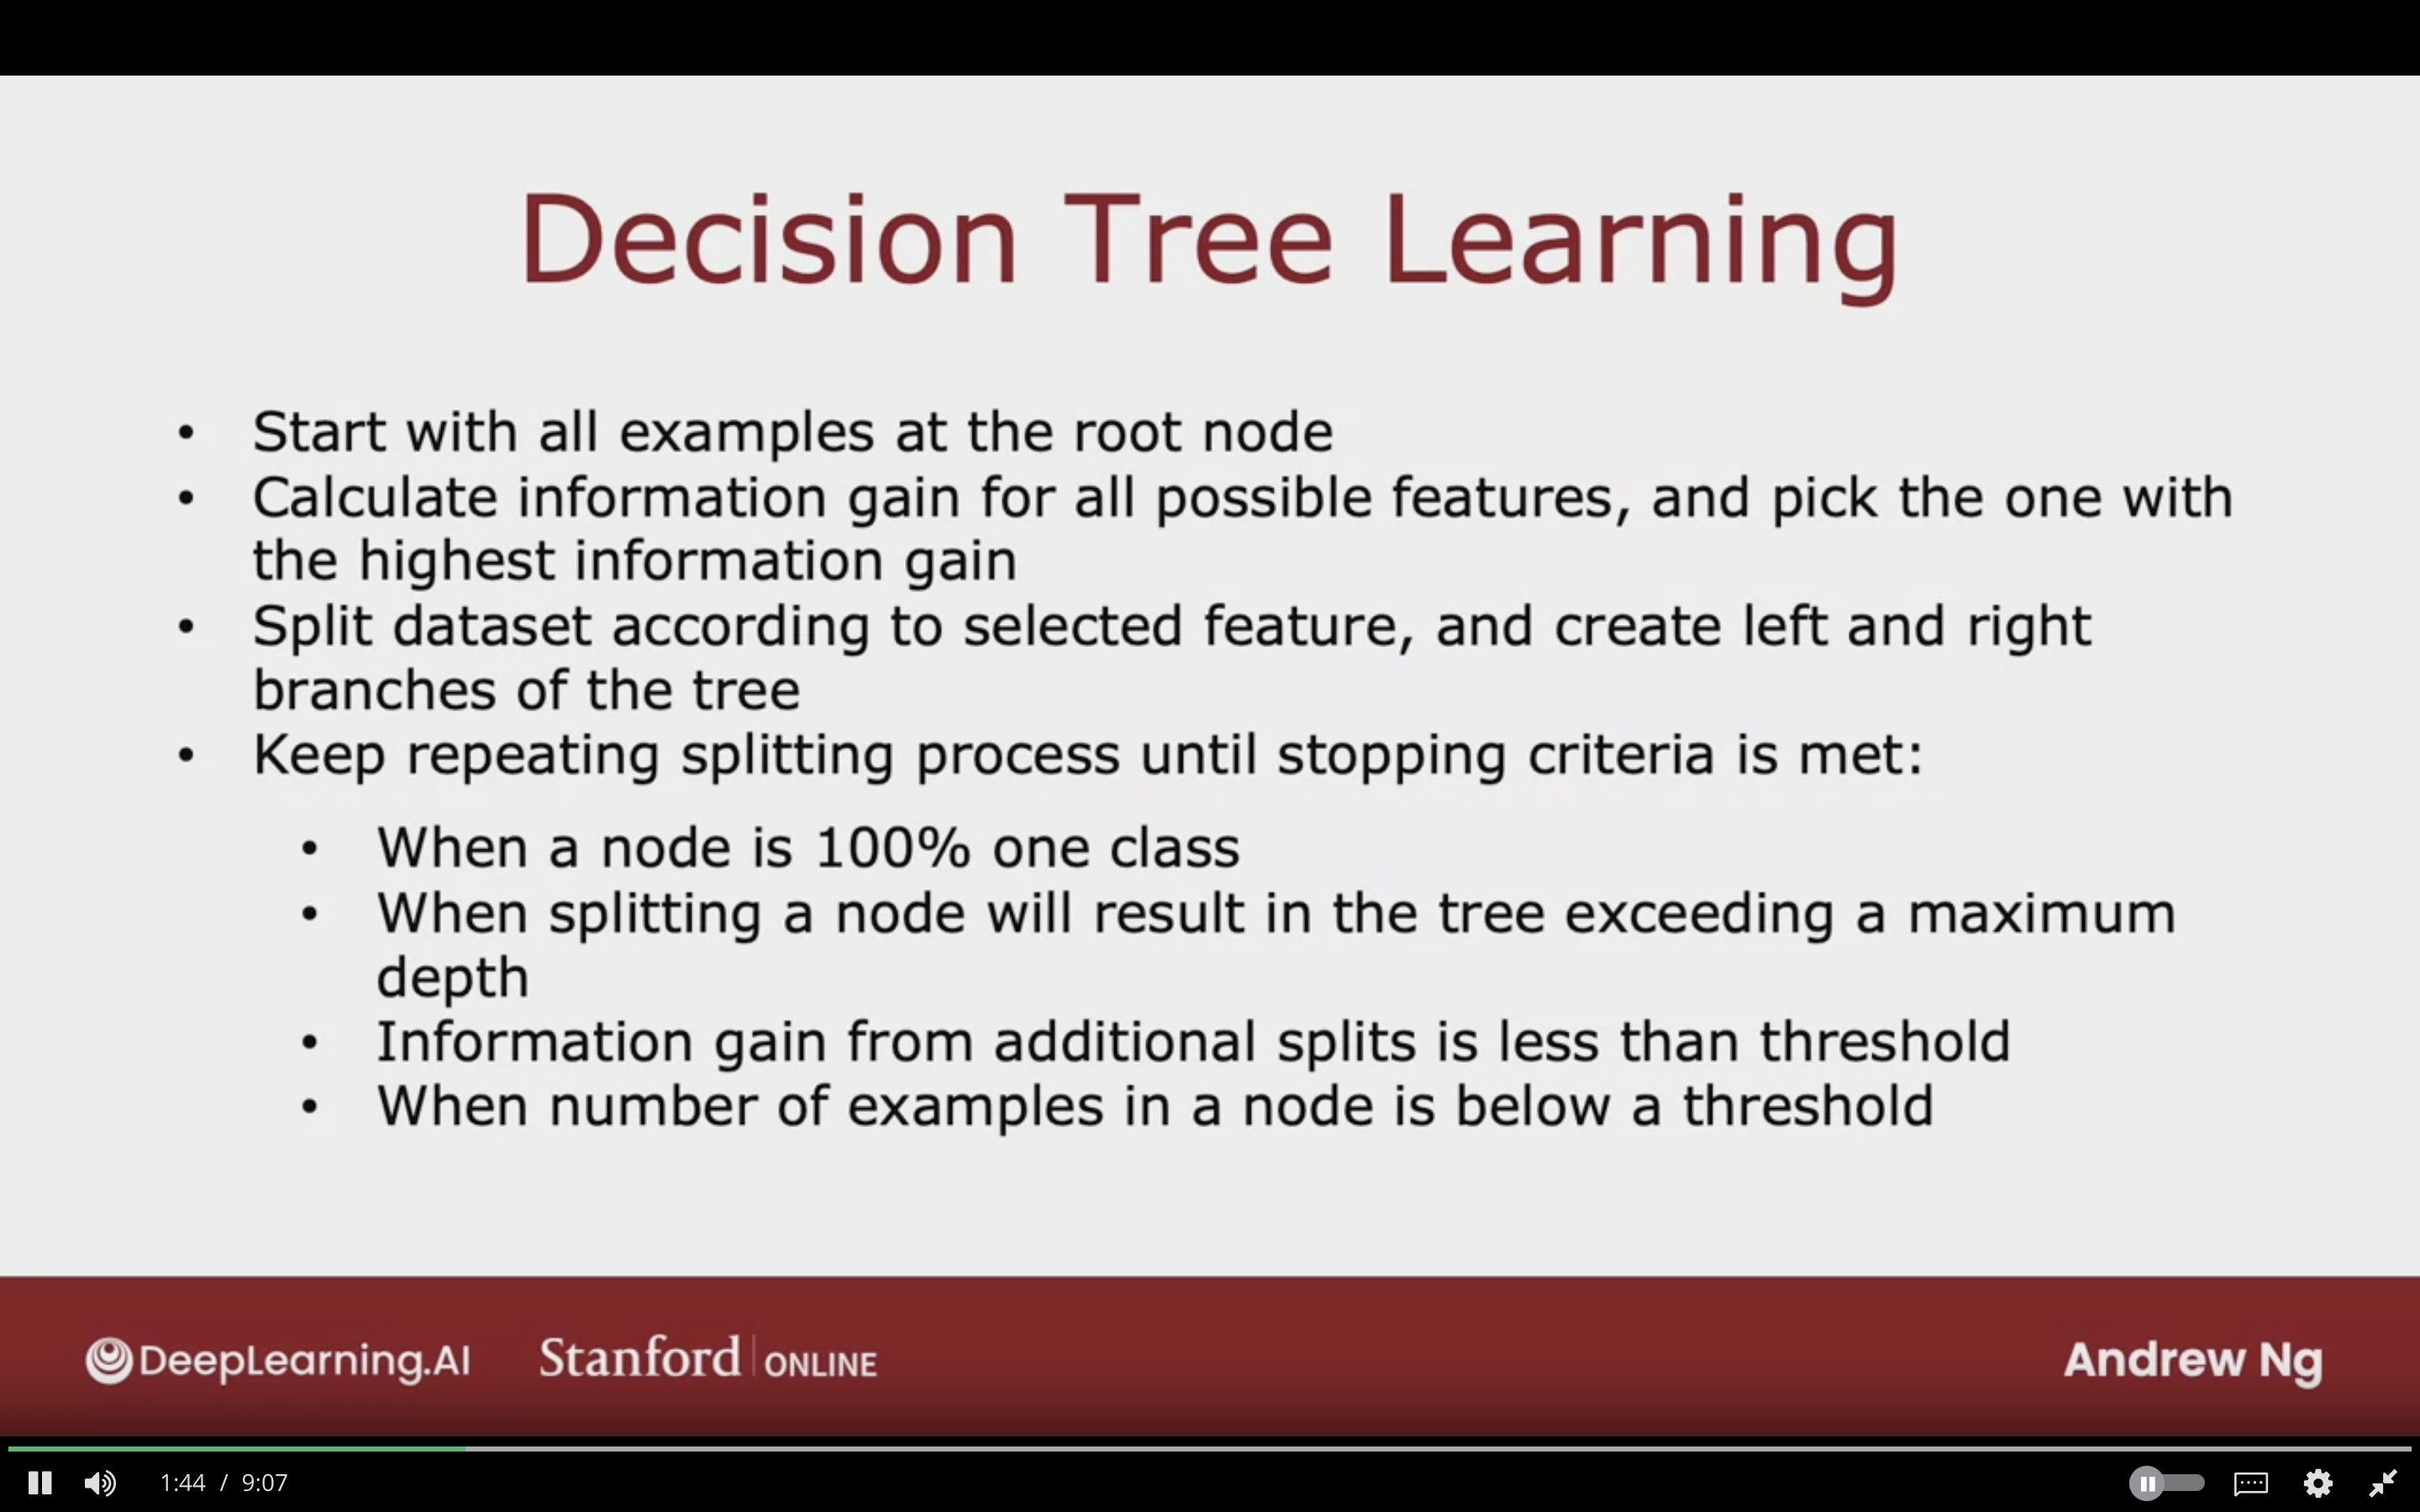 Decision Tree Learning
• Start with all examples at the root node
• Calculate information gain for all possible features, and pick the one with
the highest information gain
• Split dataset according to selected feature, and create left and right
branches of the tree
• Keep repeating splitting process until stopping criteria is met:
• When a node is 100% one class
• When splitting a node will result in the tree exceeding a maximum
depth
• Information gain from additional splits is less than threshold
• When number of examples in a node is below a threshold
DeepLearning.AI Stanford | ONLINE Andrew Ng
1:44 / 9:07